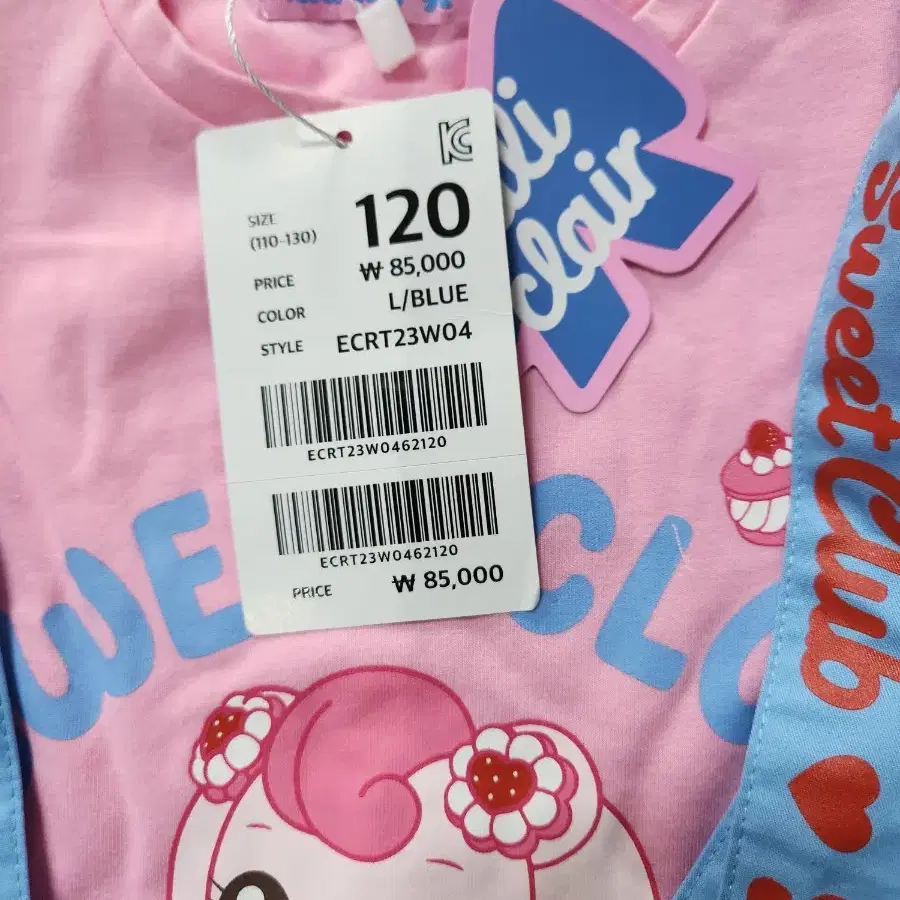 KC
SIZE 120
(110-130)
PRICE ₩ 85,000
COLOR L/BLUE
STYLE ECRT23W04
ECRT23W0462120
ECRT23W0462120
PRICE ₩ 85,000
clair
Sweet Club